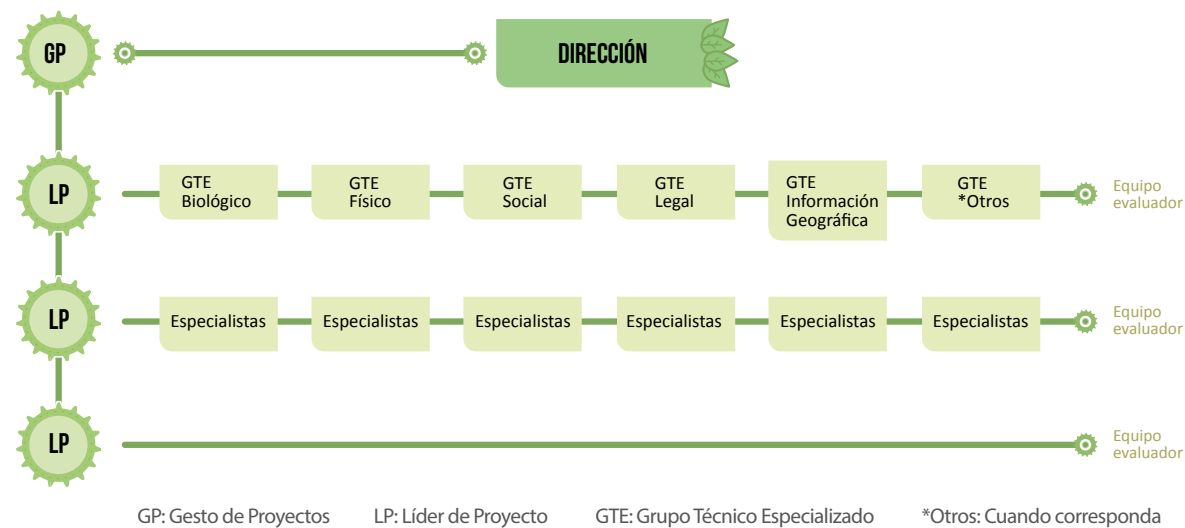 GP
DIRECCIÓN
LP
GTE
Biológico
GTE
Físico
GTE
Social
GTE
Legal
GTE
Información
Geográfica
GTE
*Otros
Equipo
evaluador
LP
Especialistas
Especialistas
Especialistas
Especialistas
Especialistas
Especialistas
Equipo
evaluador
LP
Equipo
evaluador
GP: Gesto de Proyectos LP: Líder de Proyecto GTE: Grupo Técnico Especializado *Otros: Cuando corresponda